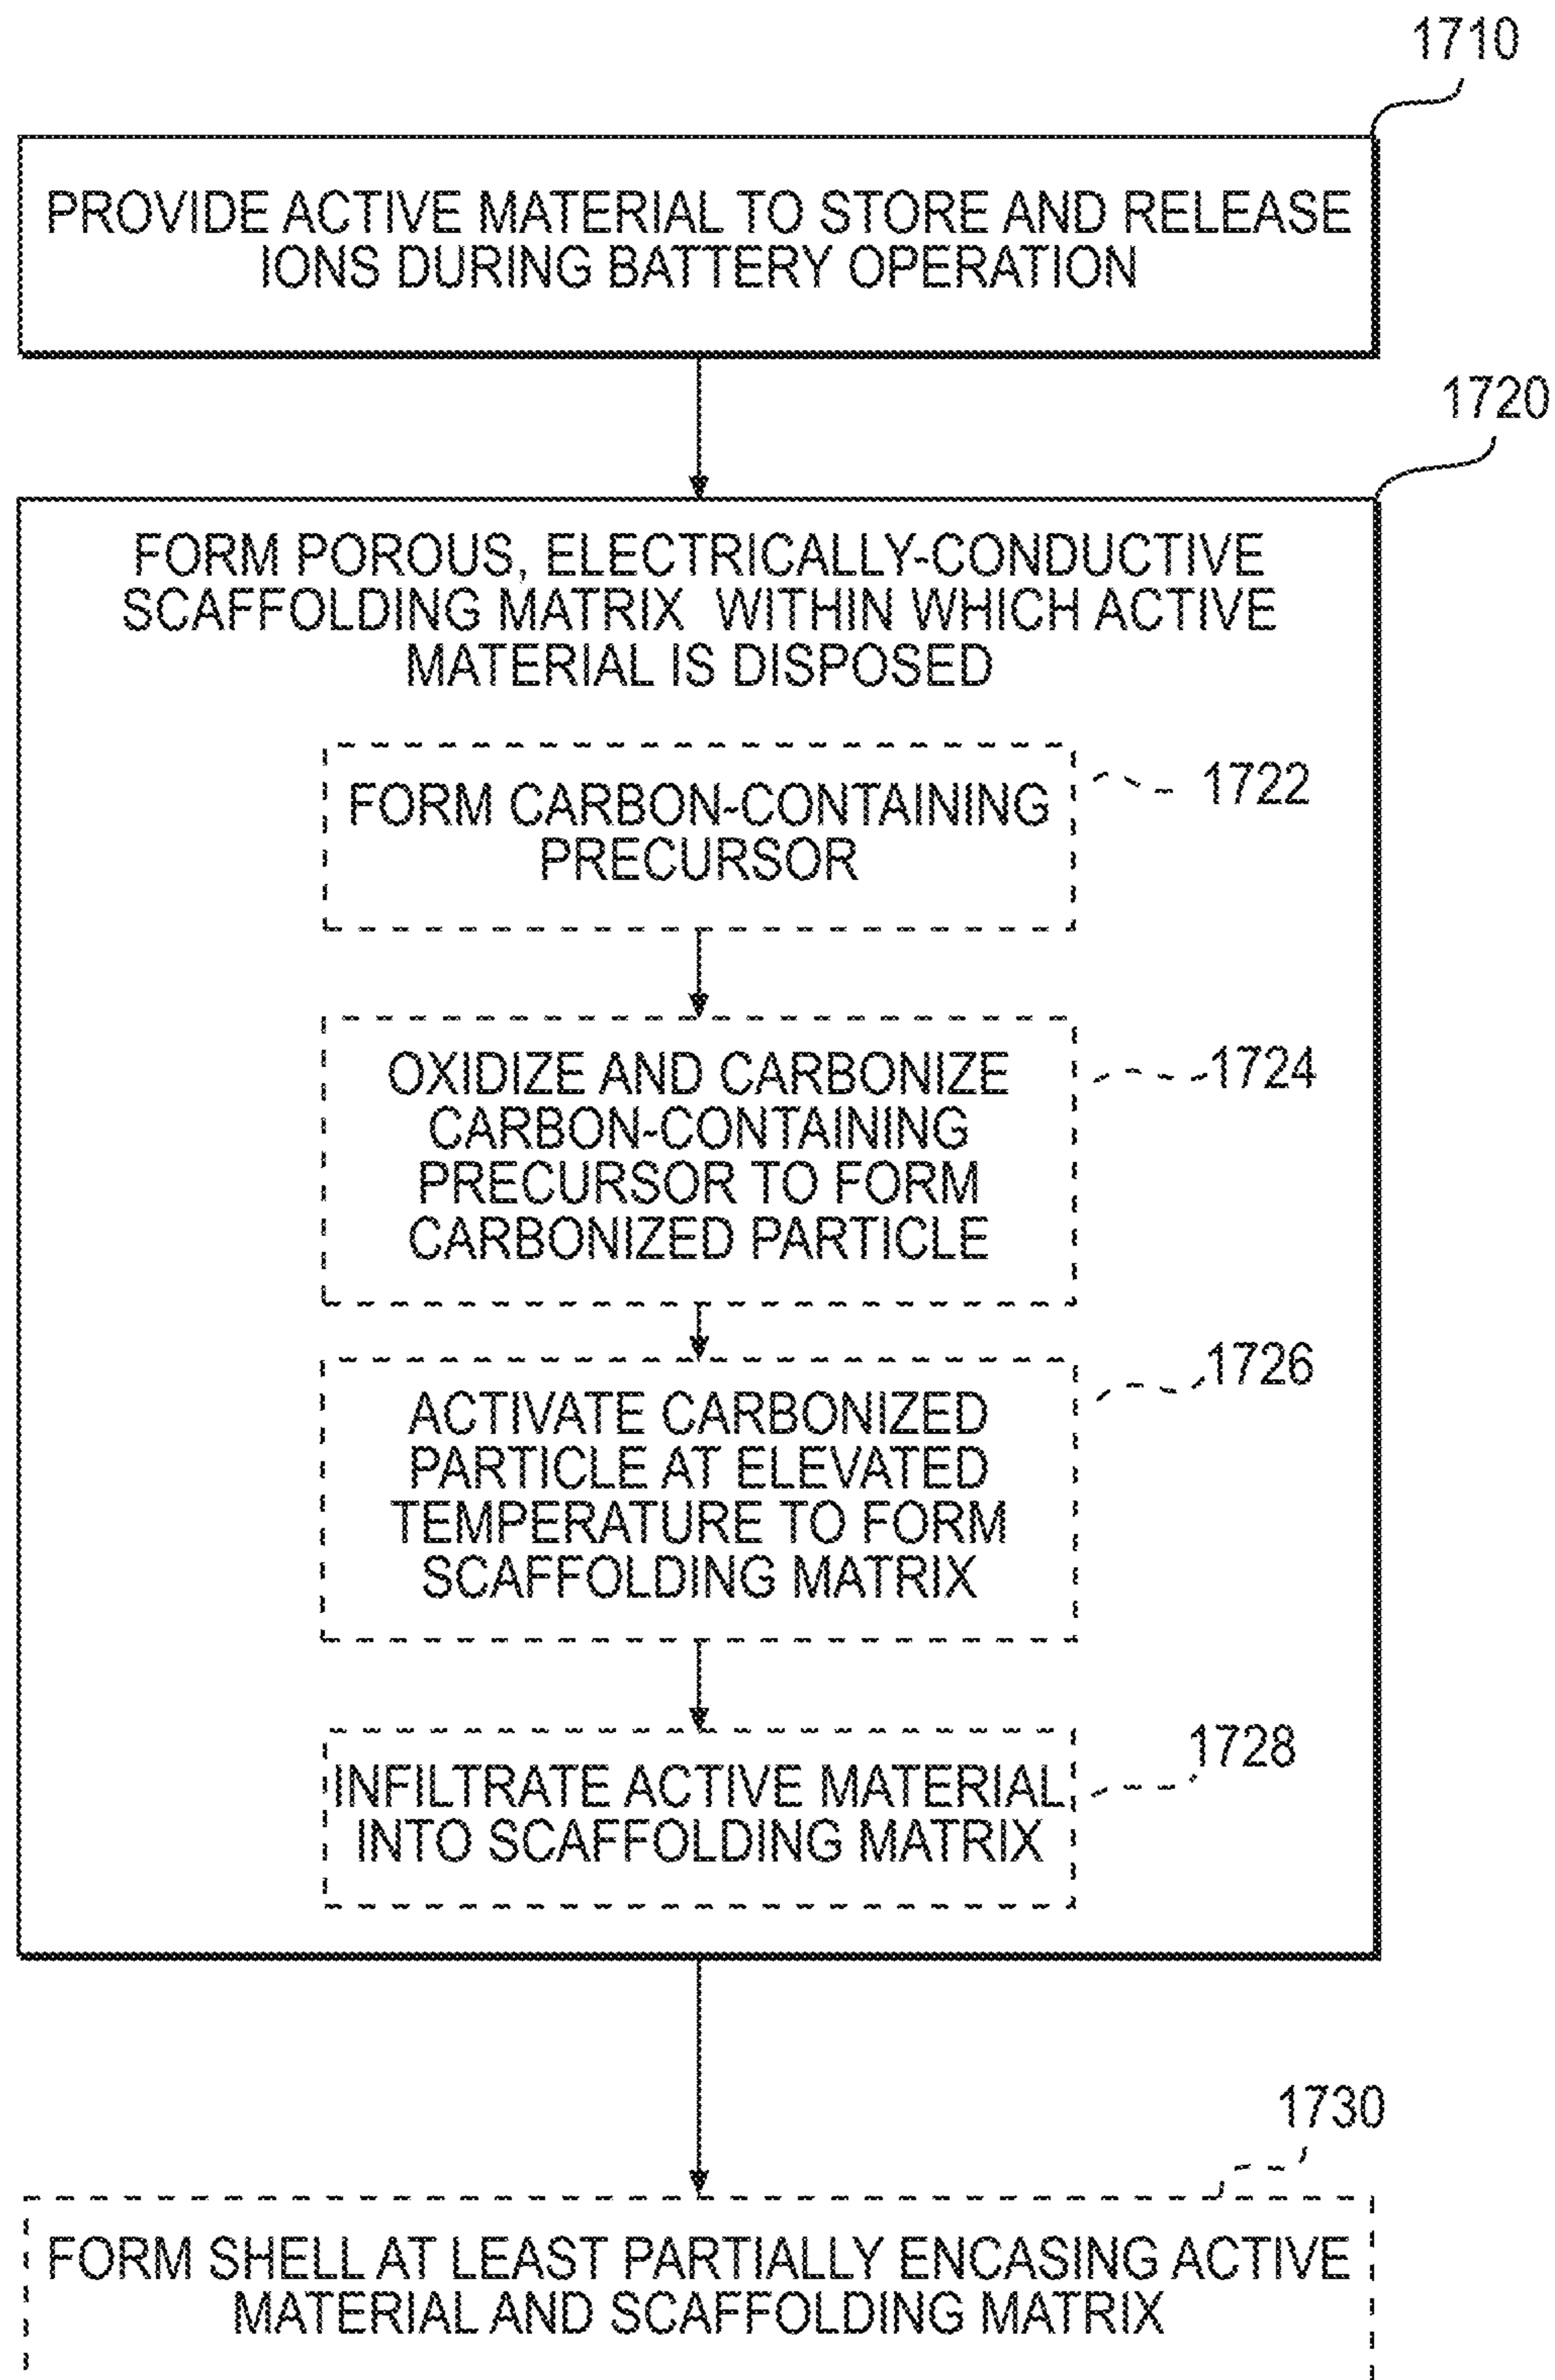 1710
PROVIDE ACTIVE MATERIAL TO STORE AND RELEASE
IONS DURING BATTERY OPERATION
1720
FORM POROUS, ELECTRICALLY-CONDUCTIVE
SCAFFOLDING MATRIX WITHIN WHICH ACTIVE
MATERIAL IS DISPOSED
FORM CARBON-CONTAINING
PRECURSOR
1722
OXIDIZE AND CARBONIZE
CARBON-CONTAINING
PRECURSOR TO FORM
CARBONIZED PARTICLE
1724
ACTIVATE CARBONIZED
PARTICLE AT ELEVATED
TEMPERATURE TO FORM
SCAFFOLDING MATRIX
1726
INFILTRATE ACTIVE MATERIAL
INTO SCAFFOLDING MATRIX
1728
1730
FORM SHELL AT LEAST PARTIALLY ENCASING ACTIVE
MATERIAL AND SCAFFOLDING MATRIX